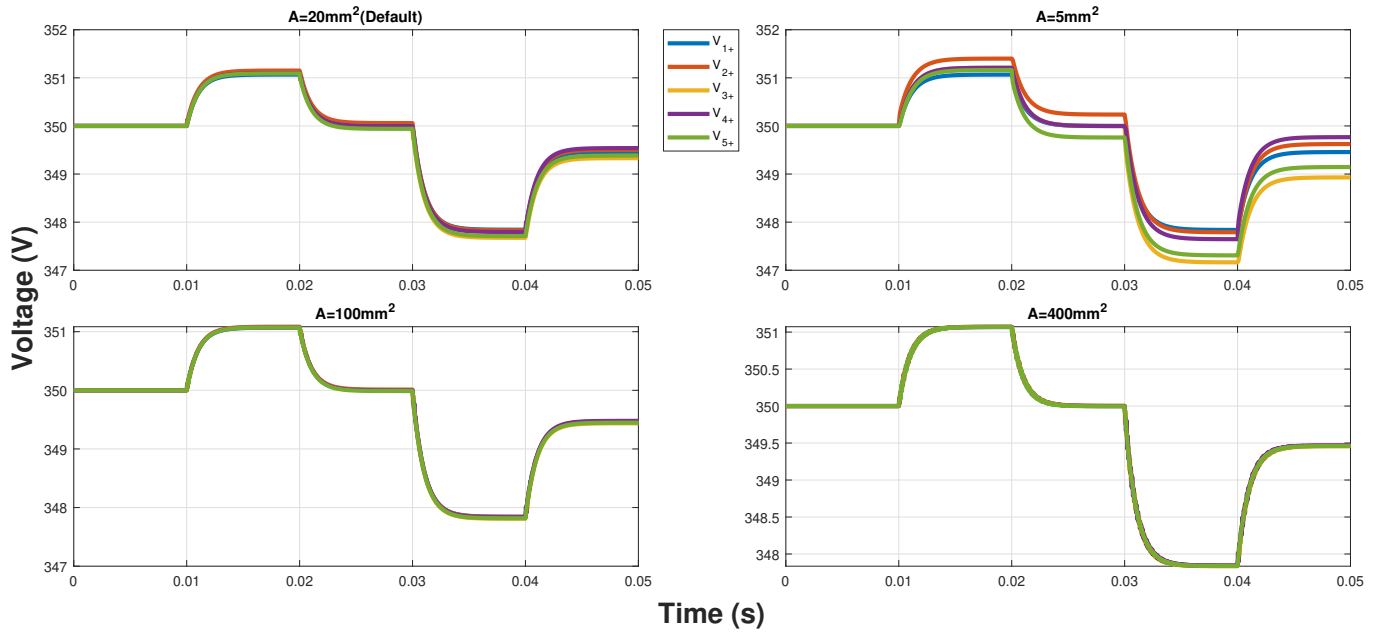 A=20mm²(Default)
352
351
350
349
348
347
0 0.01 0.02 0.03 0.04 0.05
V₁₊
V₂₊
V₃₊
V₄₊
V₅₊
A=5mm²
352
351
350
349
348
347
0 0.01 0.02 0.03 0.04 0.05
Voltage (V)
A=100mm²
351
350
349
348
347
0 0.01 0.02 0.03 0.04 0.05
A=400mm²
351
350.5
350
349.5
349
348.5
348
0 0.01 0.02 0.03 0.04 0.05
Time (s)